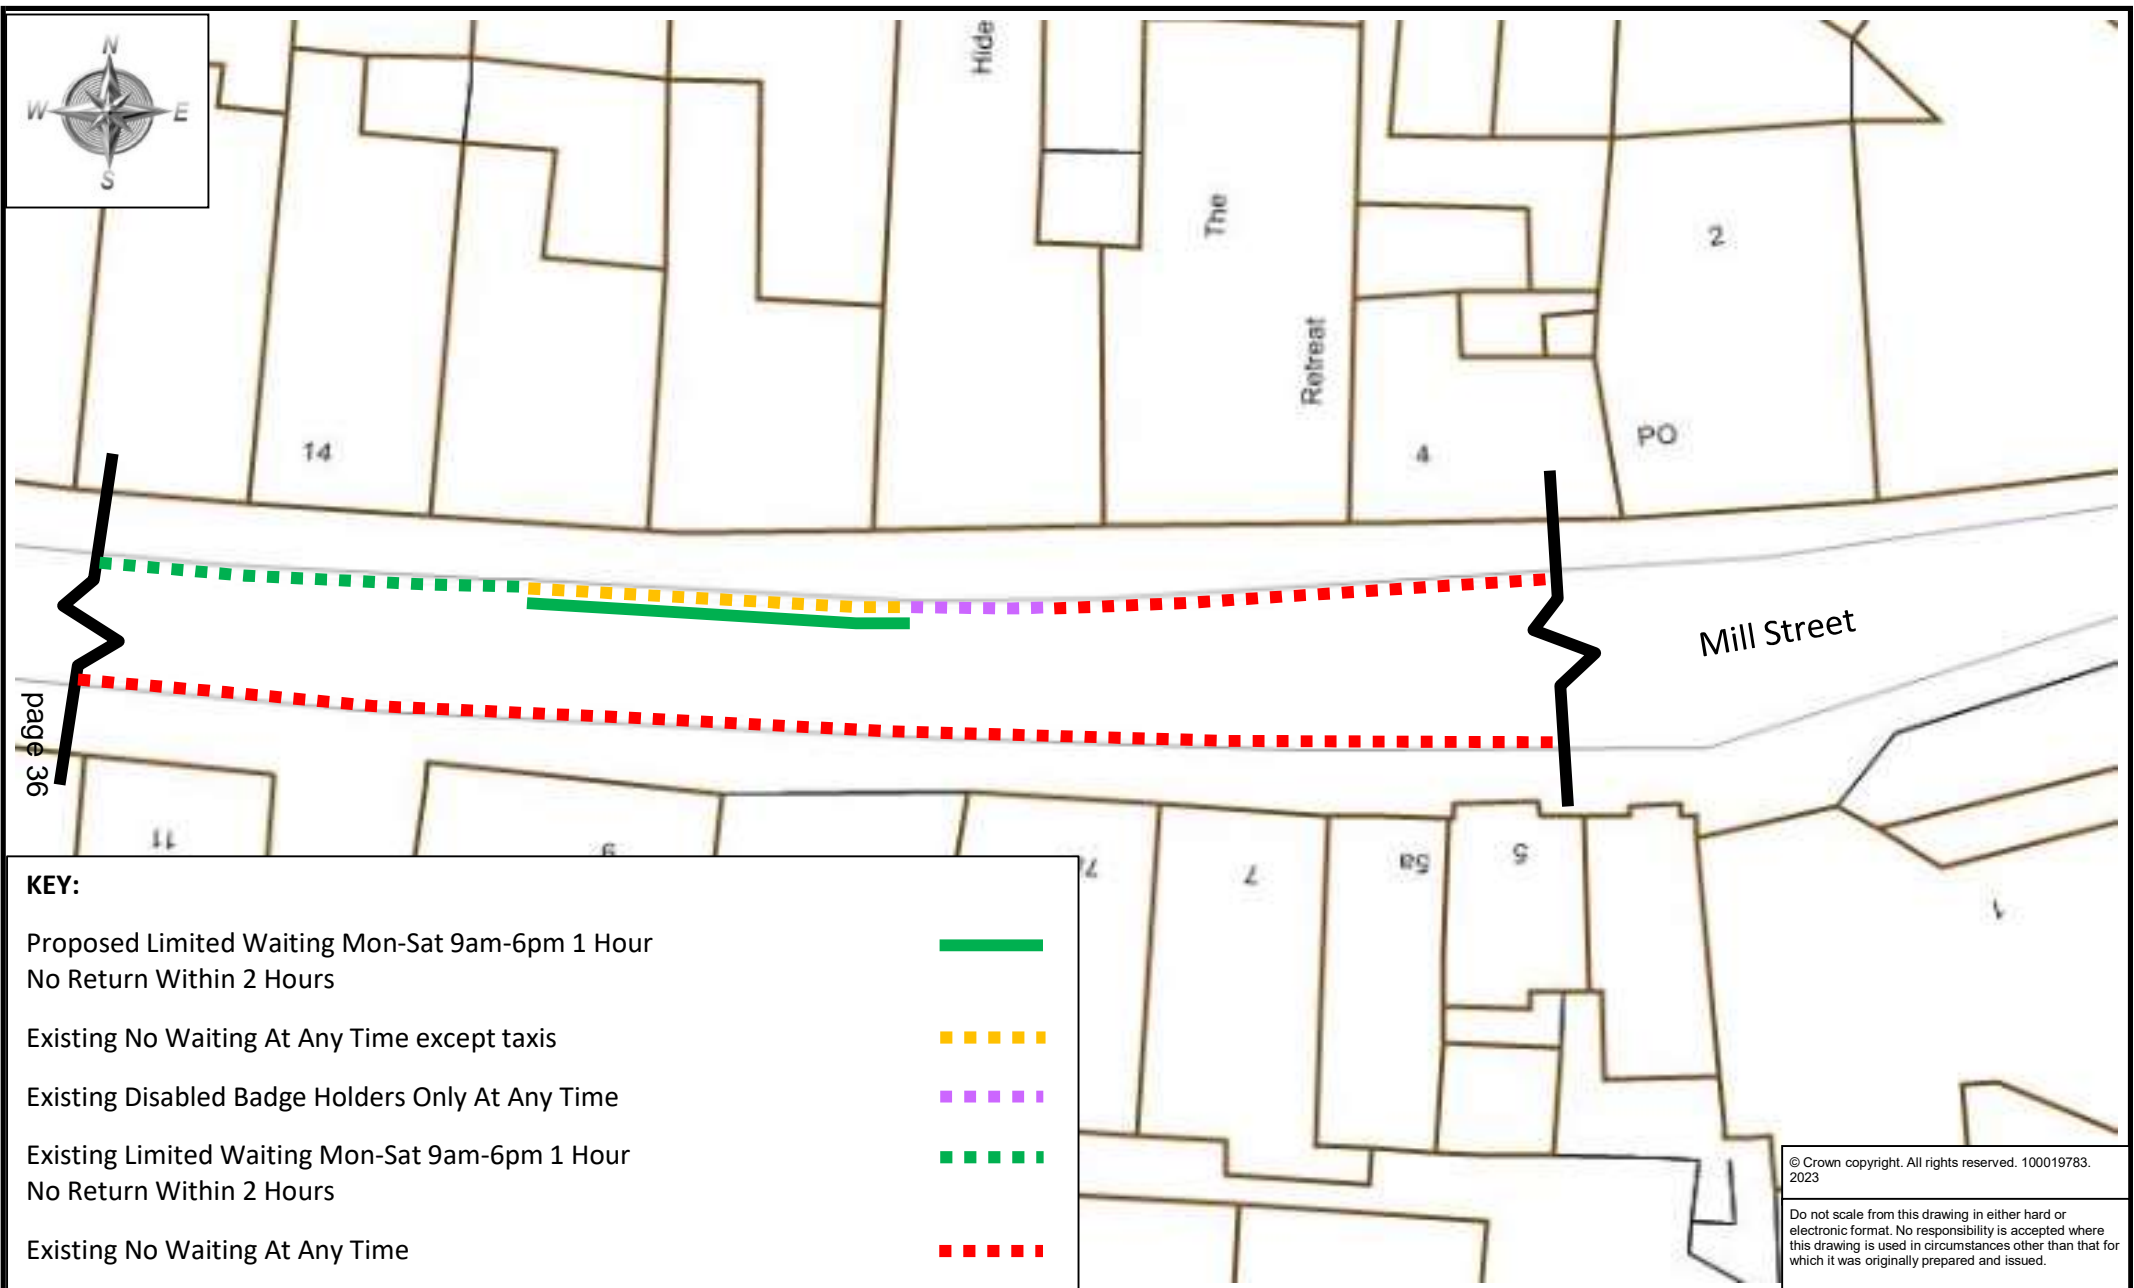 N
W E
S
Hide
The
Retreat
2
PO
14
4
Mill Street
page 36
11
9
7
5a
5
1
KEY:
Proposed Limited Waiting Mon-Sat 9am-6pm 1 Hour
No Return Within 2 Hours
Existing No Waiting At Any Time except taxis
Existing Disabled Badge Holders Only At Any Time
Existing Limited Waiting Mon-Sat 9am-6pm 1 Hour
No Return Within 2 Hours
Existing No Waiting At Any Time
© Crown copyright. All rights reserved. 100019783.
2023
Do not scale from this drawing in either hard or
electronic format. No responsibility is accepted where
this drawing is used in circumstances other than that for
which it was originally prepared and issued.